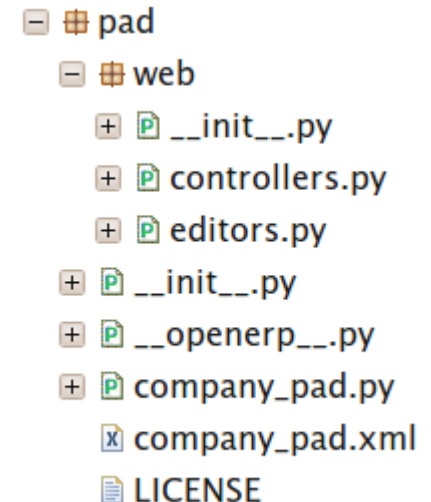 pad
web
__init__.py
controllers.py
editors.py
__init__.py
__openerp__.py
company_pad.py
company_pad.xml
LICENSE